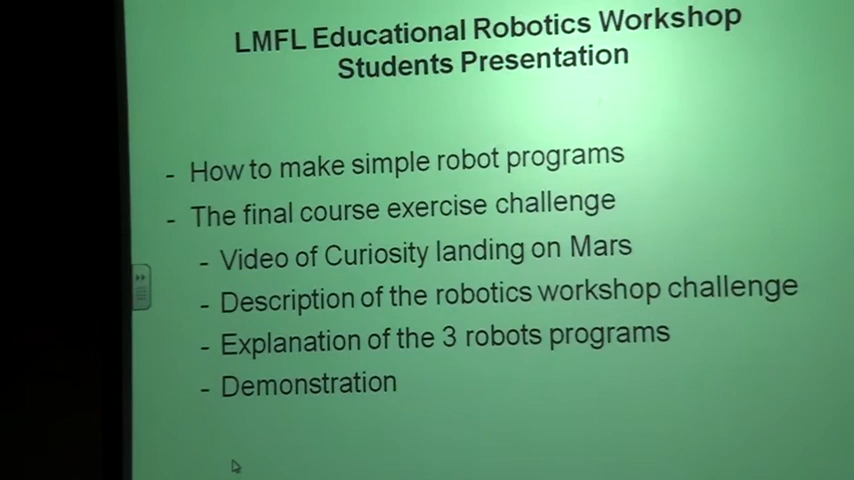 LMFL Educational Robotics Workshop
Students Presentation
- How to make simple robot programs
- The final course exercise challenge
- Video of Curiosity landing on Mars
- Description of the robotics workshop challenge
- Explanation of the 3 robots programs
- Demonstration